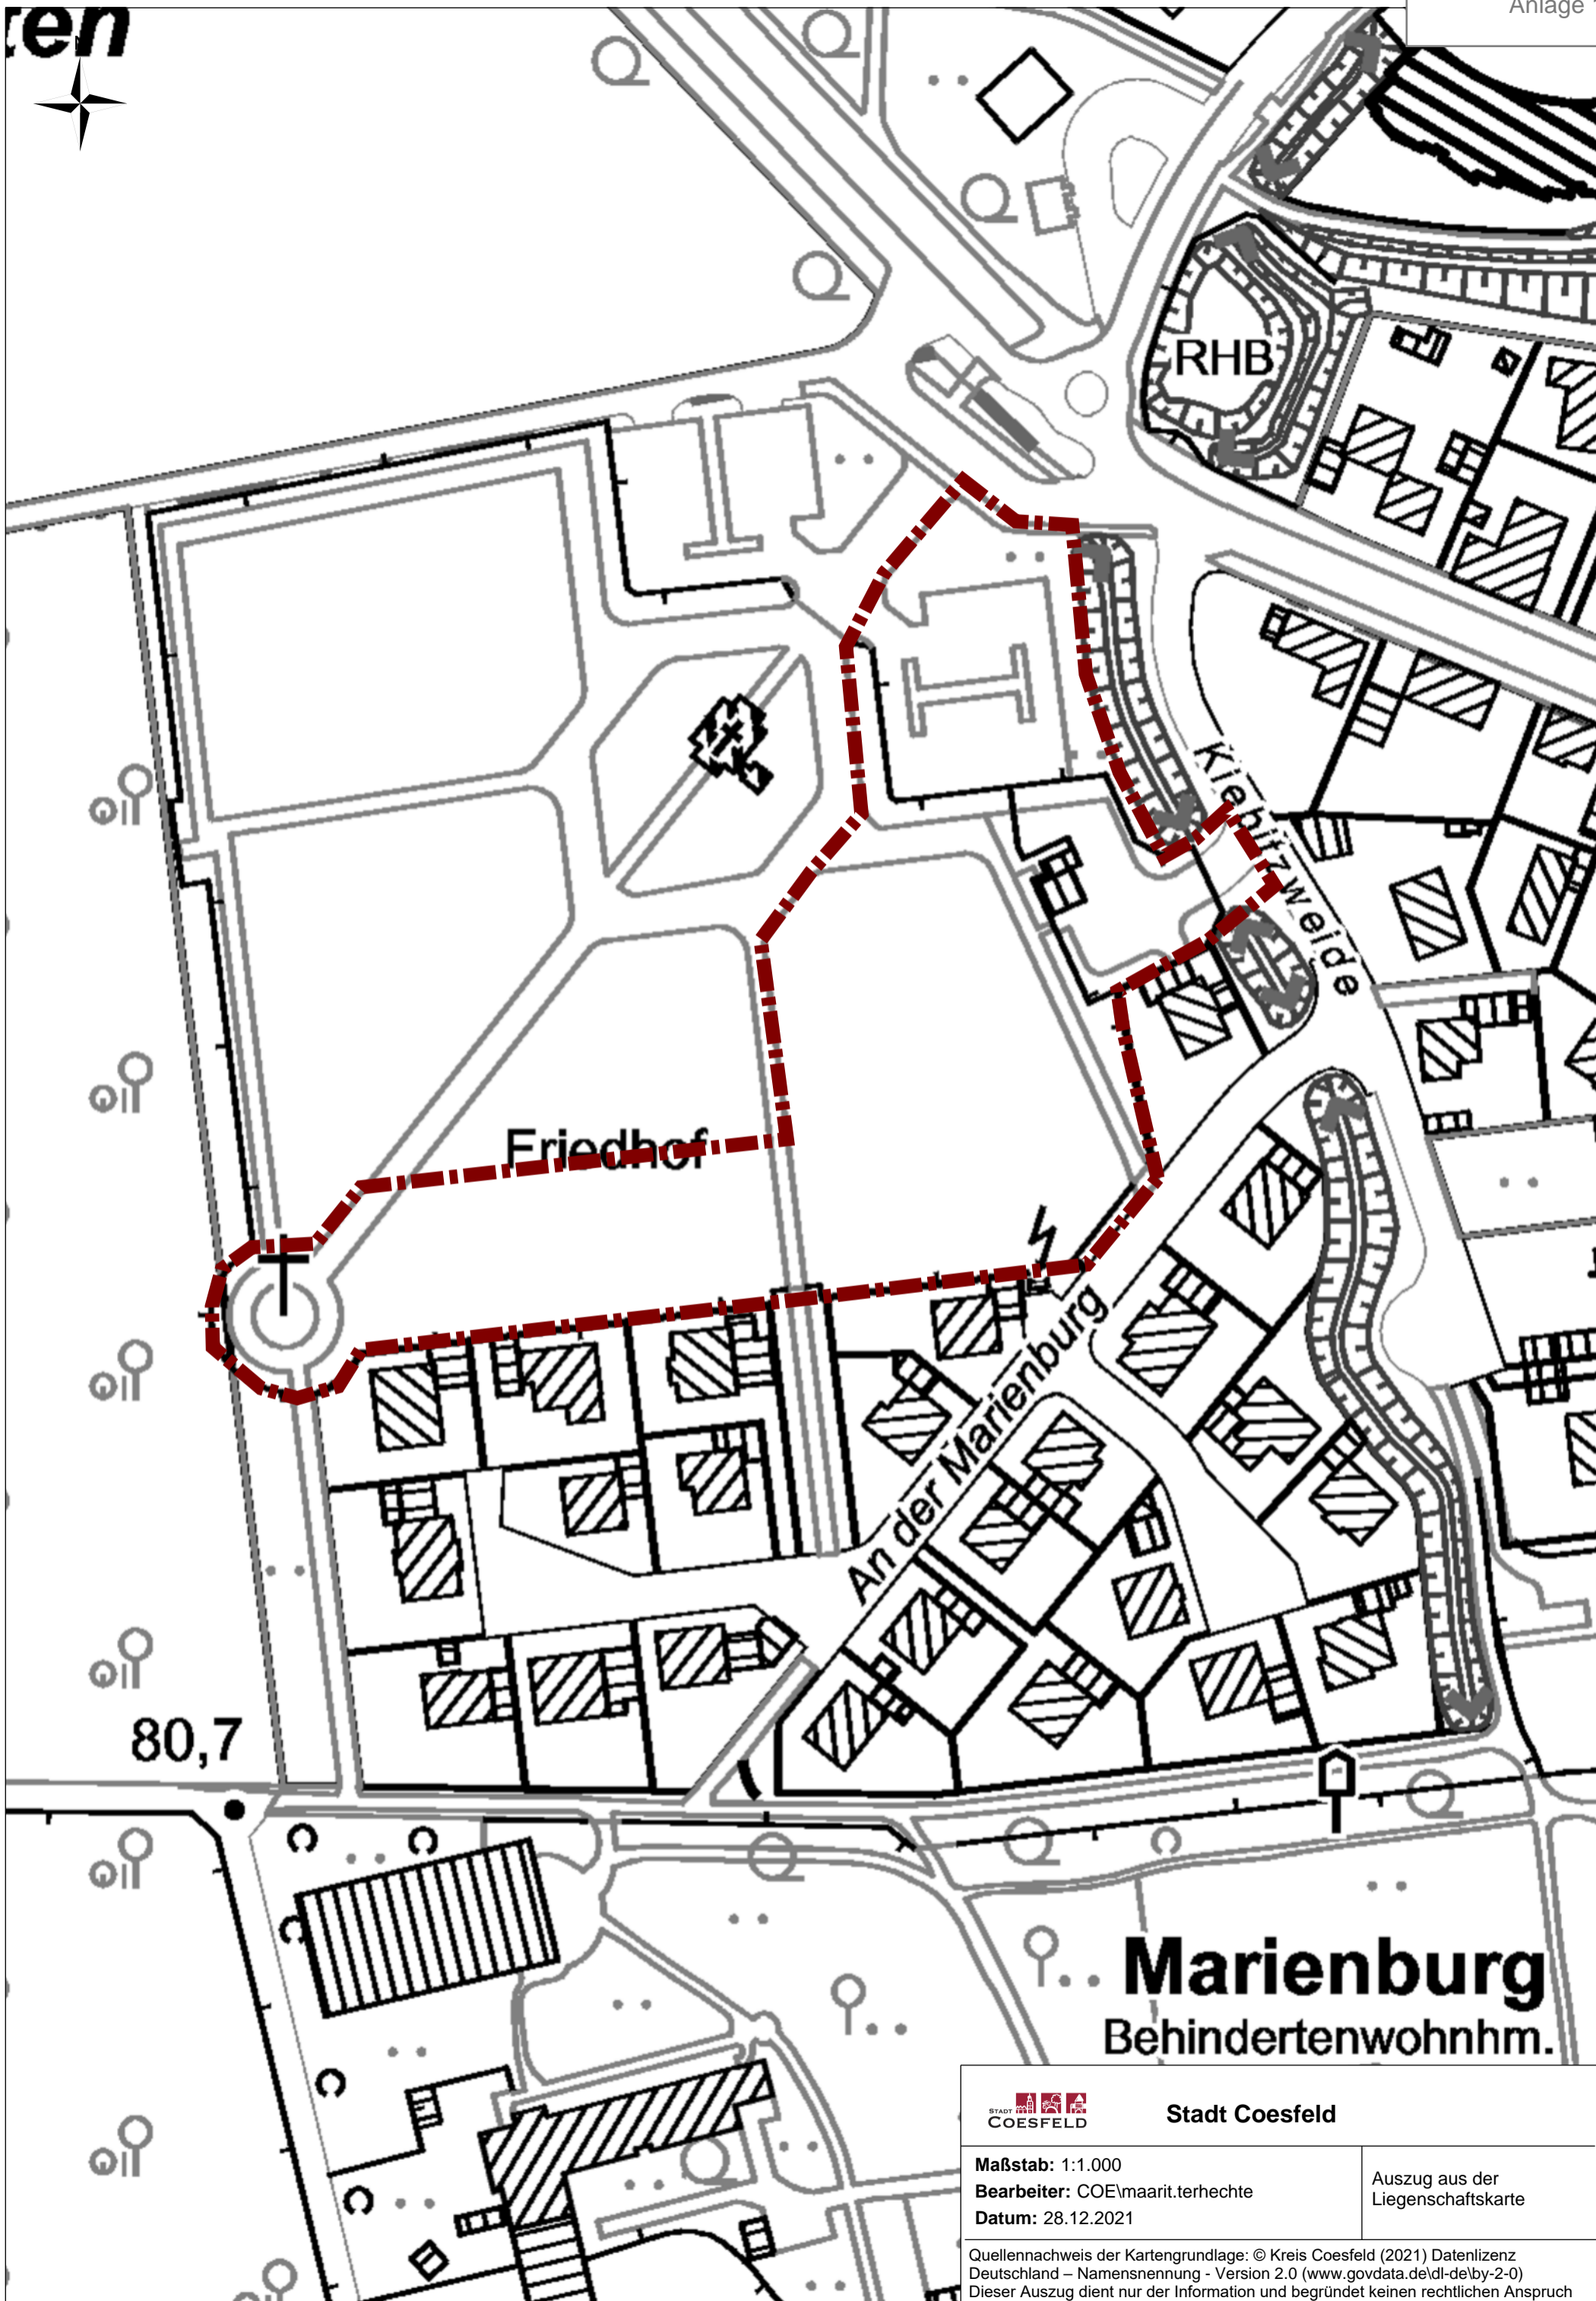 Anlage
ten
RHB
Kiebitzweide
Friedhof
An der Marienburg
80,7
Marienburg
Behindertenwohnhm.
STADT
COESFELD
Stadt Coesfeld
Maßstab: 1:1.000
Bearbeiter: COE\maarit.terhechte
Datum: 28.12.2021
Auszug aus der
Liegenschaftskarte
Quellennachweis der Kartengrundlage: © Kreis Coesfeld (2021) Datenlizenz
Deutschland – Namensnennung - Version 2.0 (www.govdata.de\dl-de\by-2-0)
Dieser Auszug dient nur der Information und begründet keinen rechtlichen Anspruch